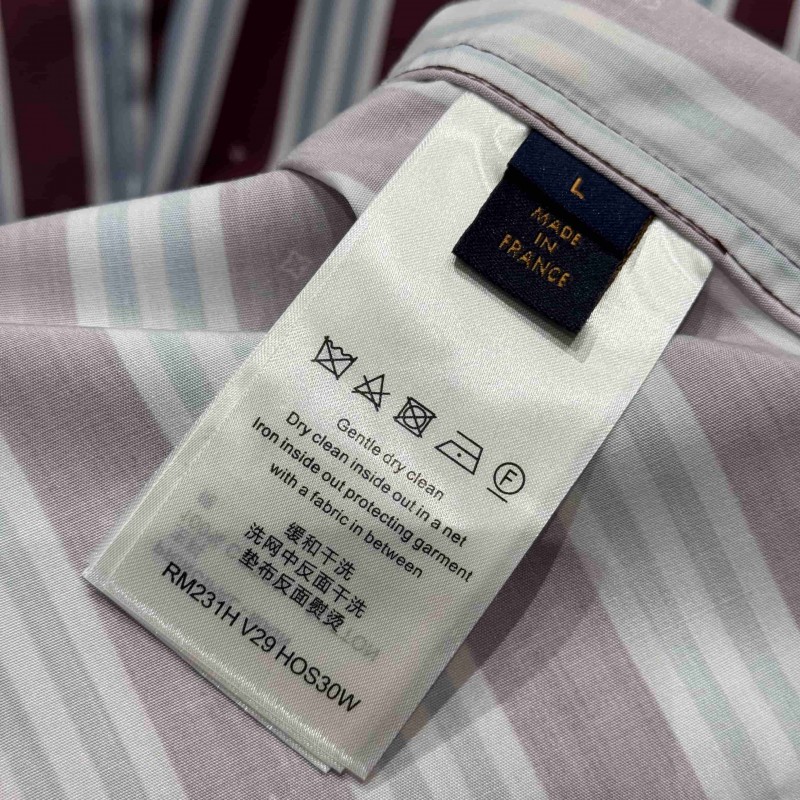 L
MADE
IN
FRANCE
F
Gentle dry clean
Dry clean inside out in a net
Iron inside out protecting garment
with a fabric in between
缓和干洗
洗网中反面干洗
垫布反面熨烫
RM231H V29 HOS30W